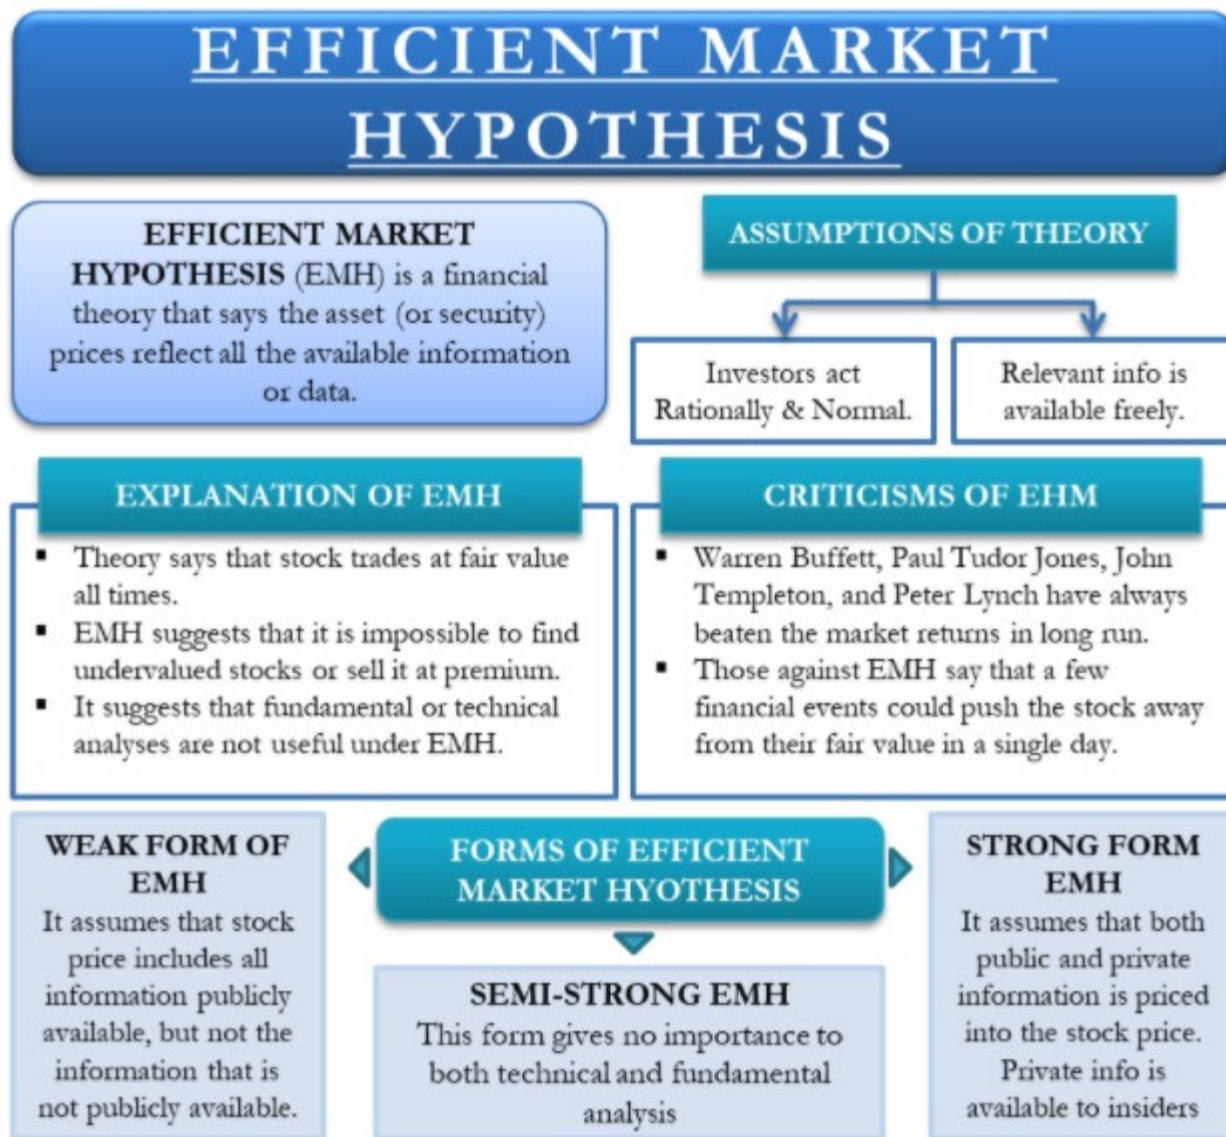 EFFICIENT MARKET
HYPOTHESIS
EFFICIENT MARKET
HYPOTHESIS (EMH) is a financial
theory that says the asset (or security)
prices reflect all the available information
or data.
ASSUMPTIONS OF THEORY
Investors act
Rationally & Normal.
Relevant info is
available freely.
EXPLANATION OF EMH
▪ Theory says that stock trades at fair value
all times.
▪ EMH suggests that it is impossible to find
undervalued stocks or sell it at premium.
▪ It suggests that fundamental or technical
analyses are not useful under EMH.
CRITICISMS OF EHM
▪ Warren Buffett, Paul Tudor Jones, John
Templeton, and Peter Lynch have always
beaten the market returns in long run.
▪ Those against EMH say that a few
financial events could push the stock away
from their fair value in a single day.
WEAK FORM OF
EMH
It assumes that stock
price includes all
information publicly
available, but not the
information that is
not publicly available.
FORMS OF EFFICIENT
MARKET HYOTHESIS
SEMI-STRONG EMH
This form gives no importance to
both technical and fundamental
analysis
STRONG FORM
EMH
It assumes that both
public and private
information is priced
into the stock price.
Private info is
available to insiders